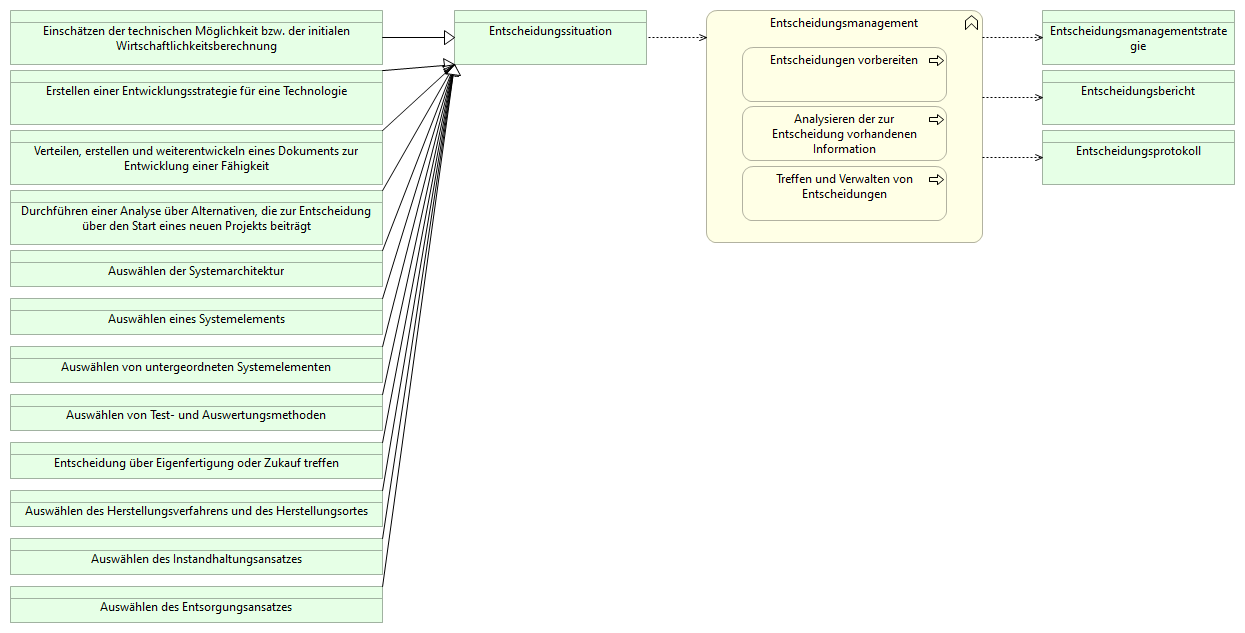 Einschätzen der technischen Möglichkeit bzw. der initialen
Wirtschaftlichkeitsberechnung
Erstellen einer Entwicklungsstrategie für eine Technologie
Verteilen, erstellen und weiterentwickeln eines Dokuments zur
Entwicklung einer Fähigkeit
Durchführen einer Analyse über Alternativen, die zur Entscheidung
über den Start eines neuen Projekts beiträgt
Auswählen der Systemarchitektur
Auswählen eines Systemelements
Auswählen von untergeordneten Systemelementen
Auswählen von Test- und Auswertungsmethoden
Entscheidung über Eigenfertigung oder Zukauf treffen
Auswählen des Herstellungsverfahrens und des Herstellungsortes
Auswählen des Instandhaltungsansatzes
Auswählen des Entsorgungsansatzes
Entscheidungssituation
Entscheidungsmanagement
Entscheidungen vorbereiten
Analysieren der zur
Entscheidung vorhandenen
Information
Treffen und Verwalten von
Entscheidungen
Entscheidungsmanagementstrate
gie
Entscheidungsbericht
Entscheidungsprotokoll